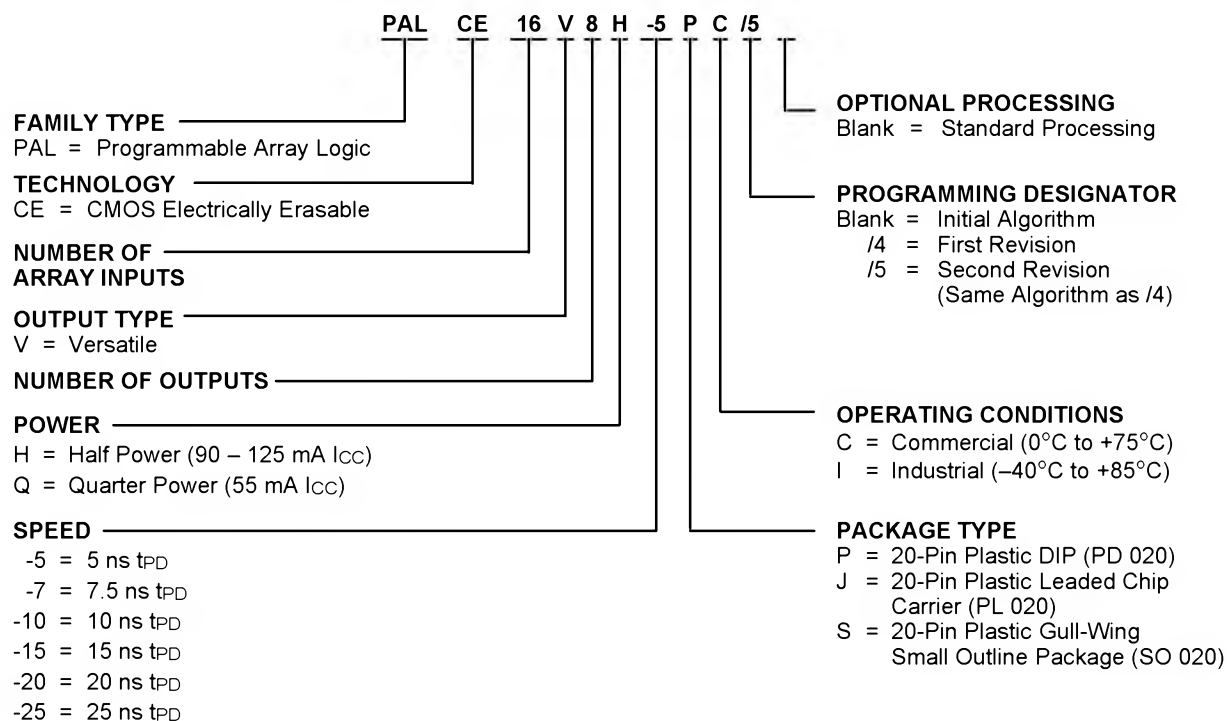 PAL CE 16 V 8 H -5 P C /5
FAMILY TYPE
PAL = Programmable Array Logic
TECHNOLOGY
CE = CMOS Electrically Erasable
NUMBER OF
ARRAY INPUTS
OUTPUT TYPE
V = Versatile
NUMBER OF OUTPUTS
POWER
H = Half Power (90 – 125 mA ICC)
Q = Quarter Power (55 mA ICC)
SPEED
-5 = 5 ns tPD
-7 = 7.5 ns tPD
-10 = 10 ns tPD
-15 = 15 ns tPD
-20 = 20 ns tPD
-25 = 25 ns tPD
OPTIONAL PROCESSING
Blank = Standard Processing
PROGRAMMING DESIGNATOR
Blank = Initial Algorithm
/4 = First Revision
/5 = Second Revision
(Same Algorithm as /4)
OPERATING CONDITIONS
C = Commercial (0°C to +75°C)
I = Industrial (–40°C to +85°C)
PACKAGE TYPE
P = 20-Pin Plastic DIP (PD 020)
J = 20-Pin Plastic Leaded Chip
Carrier (PL 020)
S = 20-Pin Plastic Gull-Wing
Small Outline Package (SO 020)